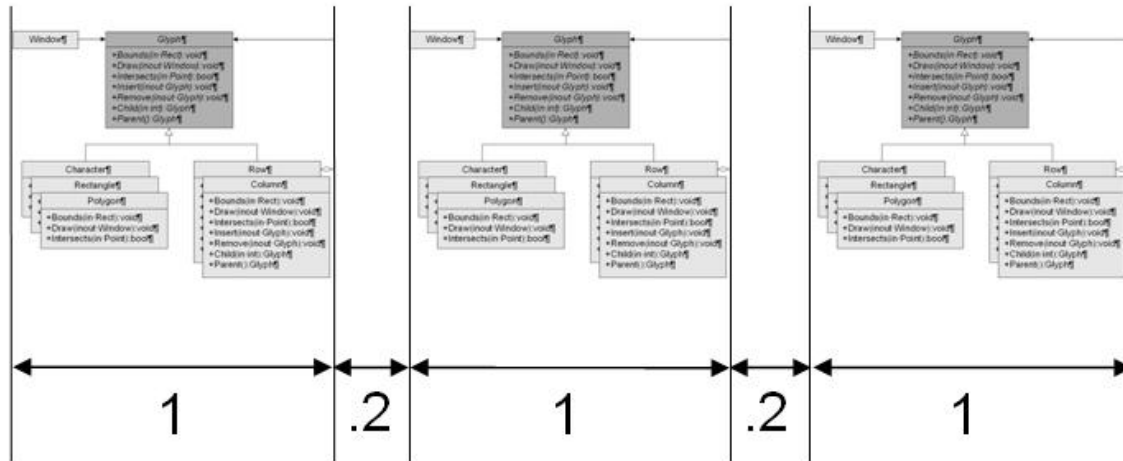 Window¶
Glyph¶
+Bounds(in·Rect):void¶
+Draw(inout·Window):void¶
+Intersects(in·Point):bool¶
+Insert(inout·Glyph):void¶
+Remove(inout·Glyph):void¶
+Child(in·int):Glyph¶
+Parent():Glyph¶
Character¶
Rectangle¶
Polygon¶
+Bounds(in·Rect):void¶
+Draw(inout·Window):void¶
+Intersects(in·Point):bool¶
Row¶
Column¶
+Bounds(in·Rect):void¶
+Draw(inout·Window):void¶
+Intersects(in·Point):bool¶
+Insert(inout·Glyph):void¶
+Remove(inout·Glyph):void¶
+Child(in·int):Glyph¶
+Parent():Glyph¶
Window¶
Glyph¶
+Bounds(in·Rect):void¶
+Draw(inout·Window):void¶
+Intersects(in·Point):bool¶
+Insert(inout·Glyph):void¶
+Remove(inout·Glyph):void¶
+Child(in·int):Glyph¶
+Parent():Glyph¶
Character¶
Rectangle¶
Polygon¶
+Bounds(in·Rect):void¶
+Draw(inout·Window):void¶
+Intersects(in·Point):bool¶
Row¶
Column¶
+Bounds(in·Rect):void¶
+Draw(inout·Window):void¶
+Intersects(in·Point):bool¶
+Insert(inout·Glyph):void¶
+Remove(inout·Glyph):void¶
+Child(in·int):Glyph¶
+Parent():Glyph¶
Window¶
Glyph¶
+Bounds(in·Rect):void¶
+Draw(inout·Window):void¶
+Intersects(in·Point):bool¶
+Insert(inout·Glyph):void¶
+Remove(inout·Glyph):void¶
+Child(in·int):Glyph¶
+Parent():Glyph¶
Character¶
Rectangle¶
Polygon¶
+Bounds(in·Rect):void¶
+Draw(inout·Window):void¶
+Intersects(in·Point):bool¶
Row¶
Column¶
+Bounds(in·Rect):void¶
+Draw(inout·Window):void¶
+Intersects(in·Point):bool¶
+Insert(inout·Glyph):void¶
+Remove(inout·Glyph):void¶
+Child(in·int):Glyph¶
+Parent():Glyph¶
1 .2 1 .2 1